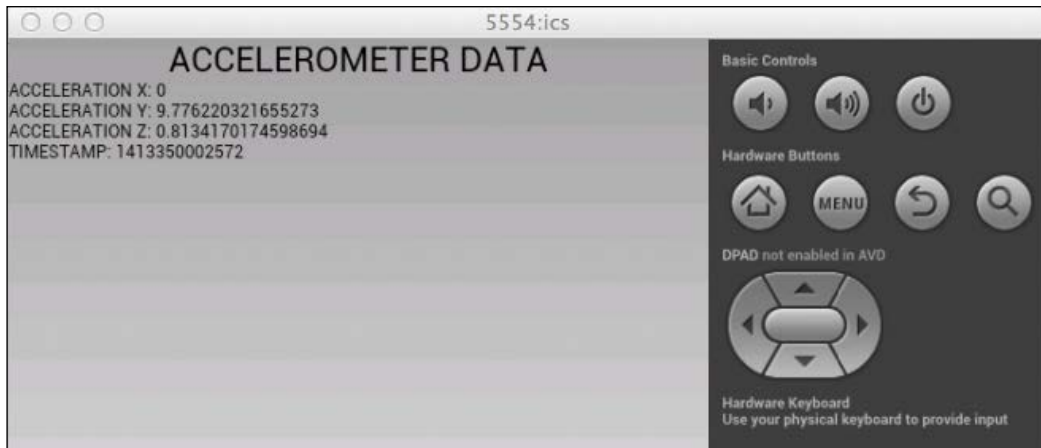 5554:ics
ACCELEROMETER DATA
ACCELERATION X: 0
ACCELERATION Y: 9.776220321655273
ACCELERATION Z: 0.8134170174598694
TIMESTAMP: 1413350002572
Basic Controls
Hardware Buttons
MENU
DPAD not enabled in AVD
Hardware Keyboard
Use your physical keyboard to provide input